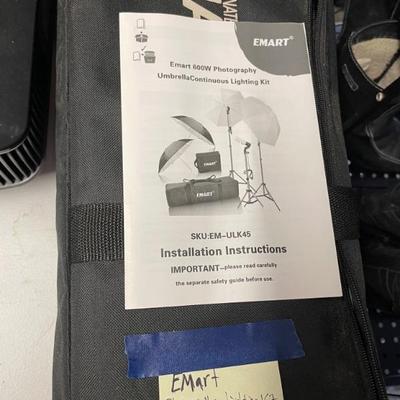 EMART®
Emart 600W Photography
UmbrellaContinuous Lighting Kit
EMART
EMART
SKU:EM-ULK45
Installation Instructions
IMPORTANT-please read carefully
the separate safety guide before use.
EMart